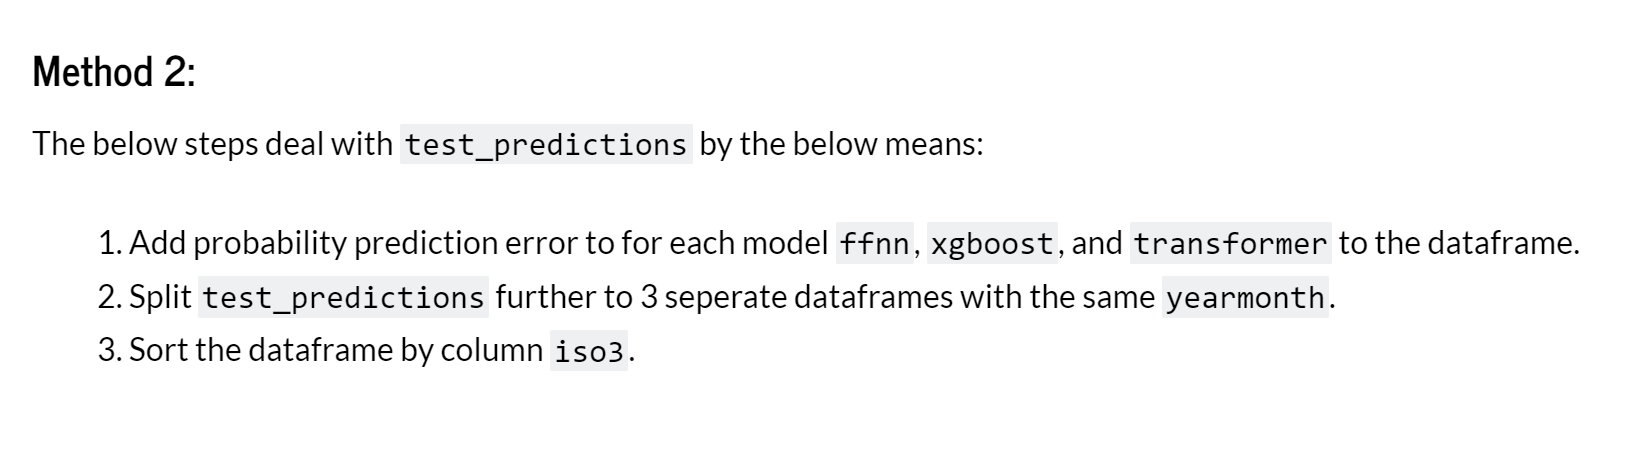 Method 2:
The below steps deal with test_predictions by the below means:
1. Add probability prediction error to for each model ffnn, xgboost, and transformer to the dataframe.
2. Split test_predictions further to 3 seperate dataframes with the same yearmonth.
3. Sort the dataframe by column iso3.